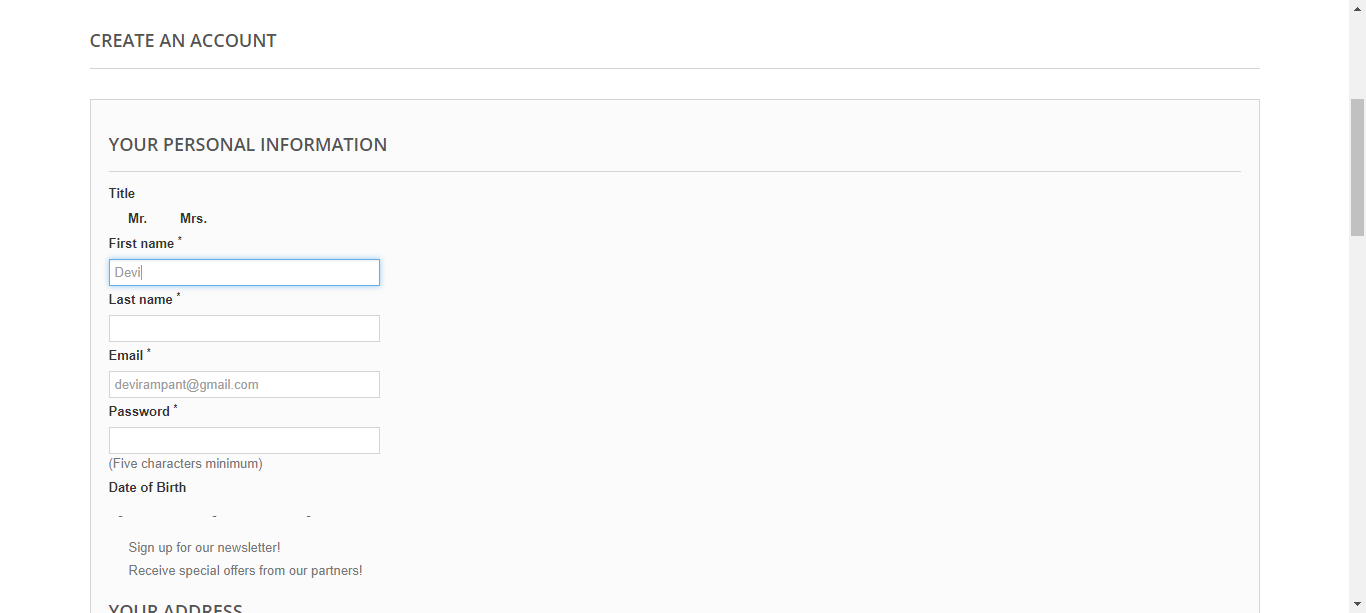 CREATE AN ACCOUNT
YOUR PERSONAL INFORMATION
Title
Mr. Mrs.
First name *
Devi
Last name *
Email *
devirampant@gmail.com
Password *
(Five characters minimum)
Date of Birth
- - -
Sign up for our newsletter!
Receive special offers from our partners!
YOUR ADDRESS